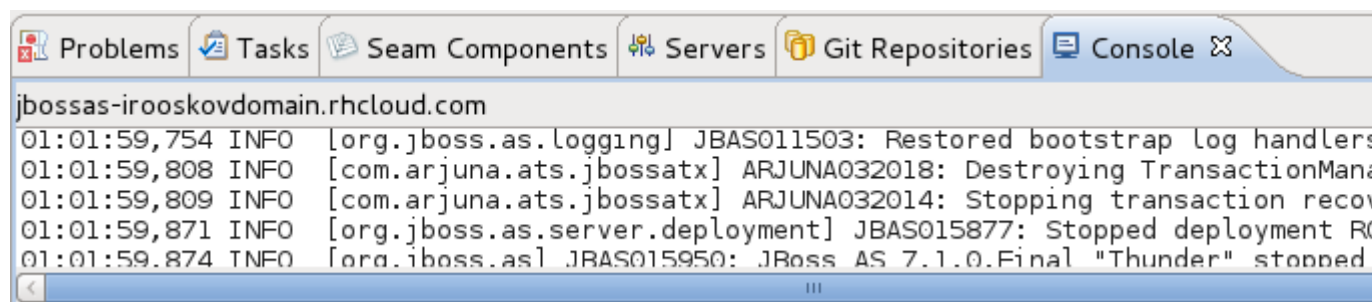 Problems Tasks Seam Components Servers Git Repositories Console
jbossas-irooskovdomain.rhcloud.com
01:01:59,754 INFO [org.jboss.as.logging] JBAS011503: Restored bootstrap log handlers
01:01:59,808 INFO [com.arjuna.ats.jbossatx] ARJUNA032018: Destroying TransactionMana
01:01:59,809 INFO [com.arjuna.ats.jbossatx] ARJUNA032014: Stopping transaction recov
01:01:59,871 INFO [org.jboss.as.server.deployment] JBAS015877: Stopped deployment RO
01:01:59,874 INFO [org.jboss.as] JBAS015950: JBoss AS 7.1.0.Final "Thunder" stopped